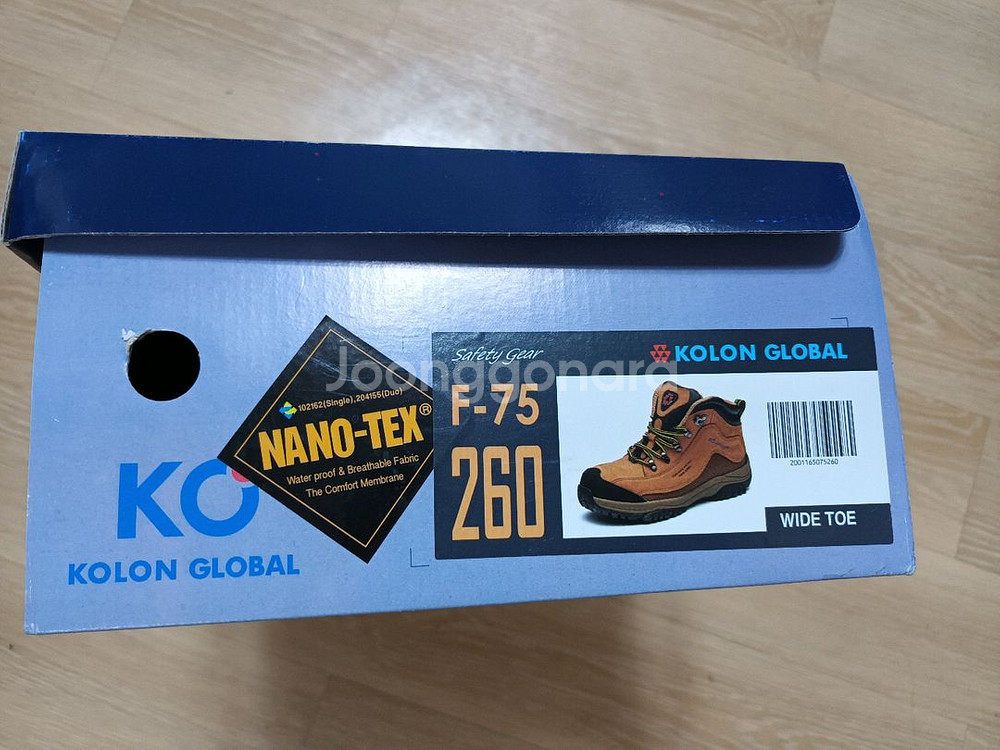 Joonggonara
102162(Single),204155(Duo)
NANO-TEX®
Water proof & Breathable Fabric
The Comfort Membrane
KO
KOLON GLOBAL
Safety Gear
KOLON GLOBAL
F-75
260
2001165075260
WIDE TOE